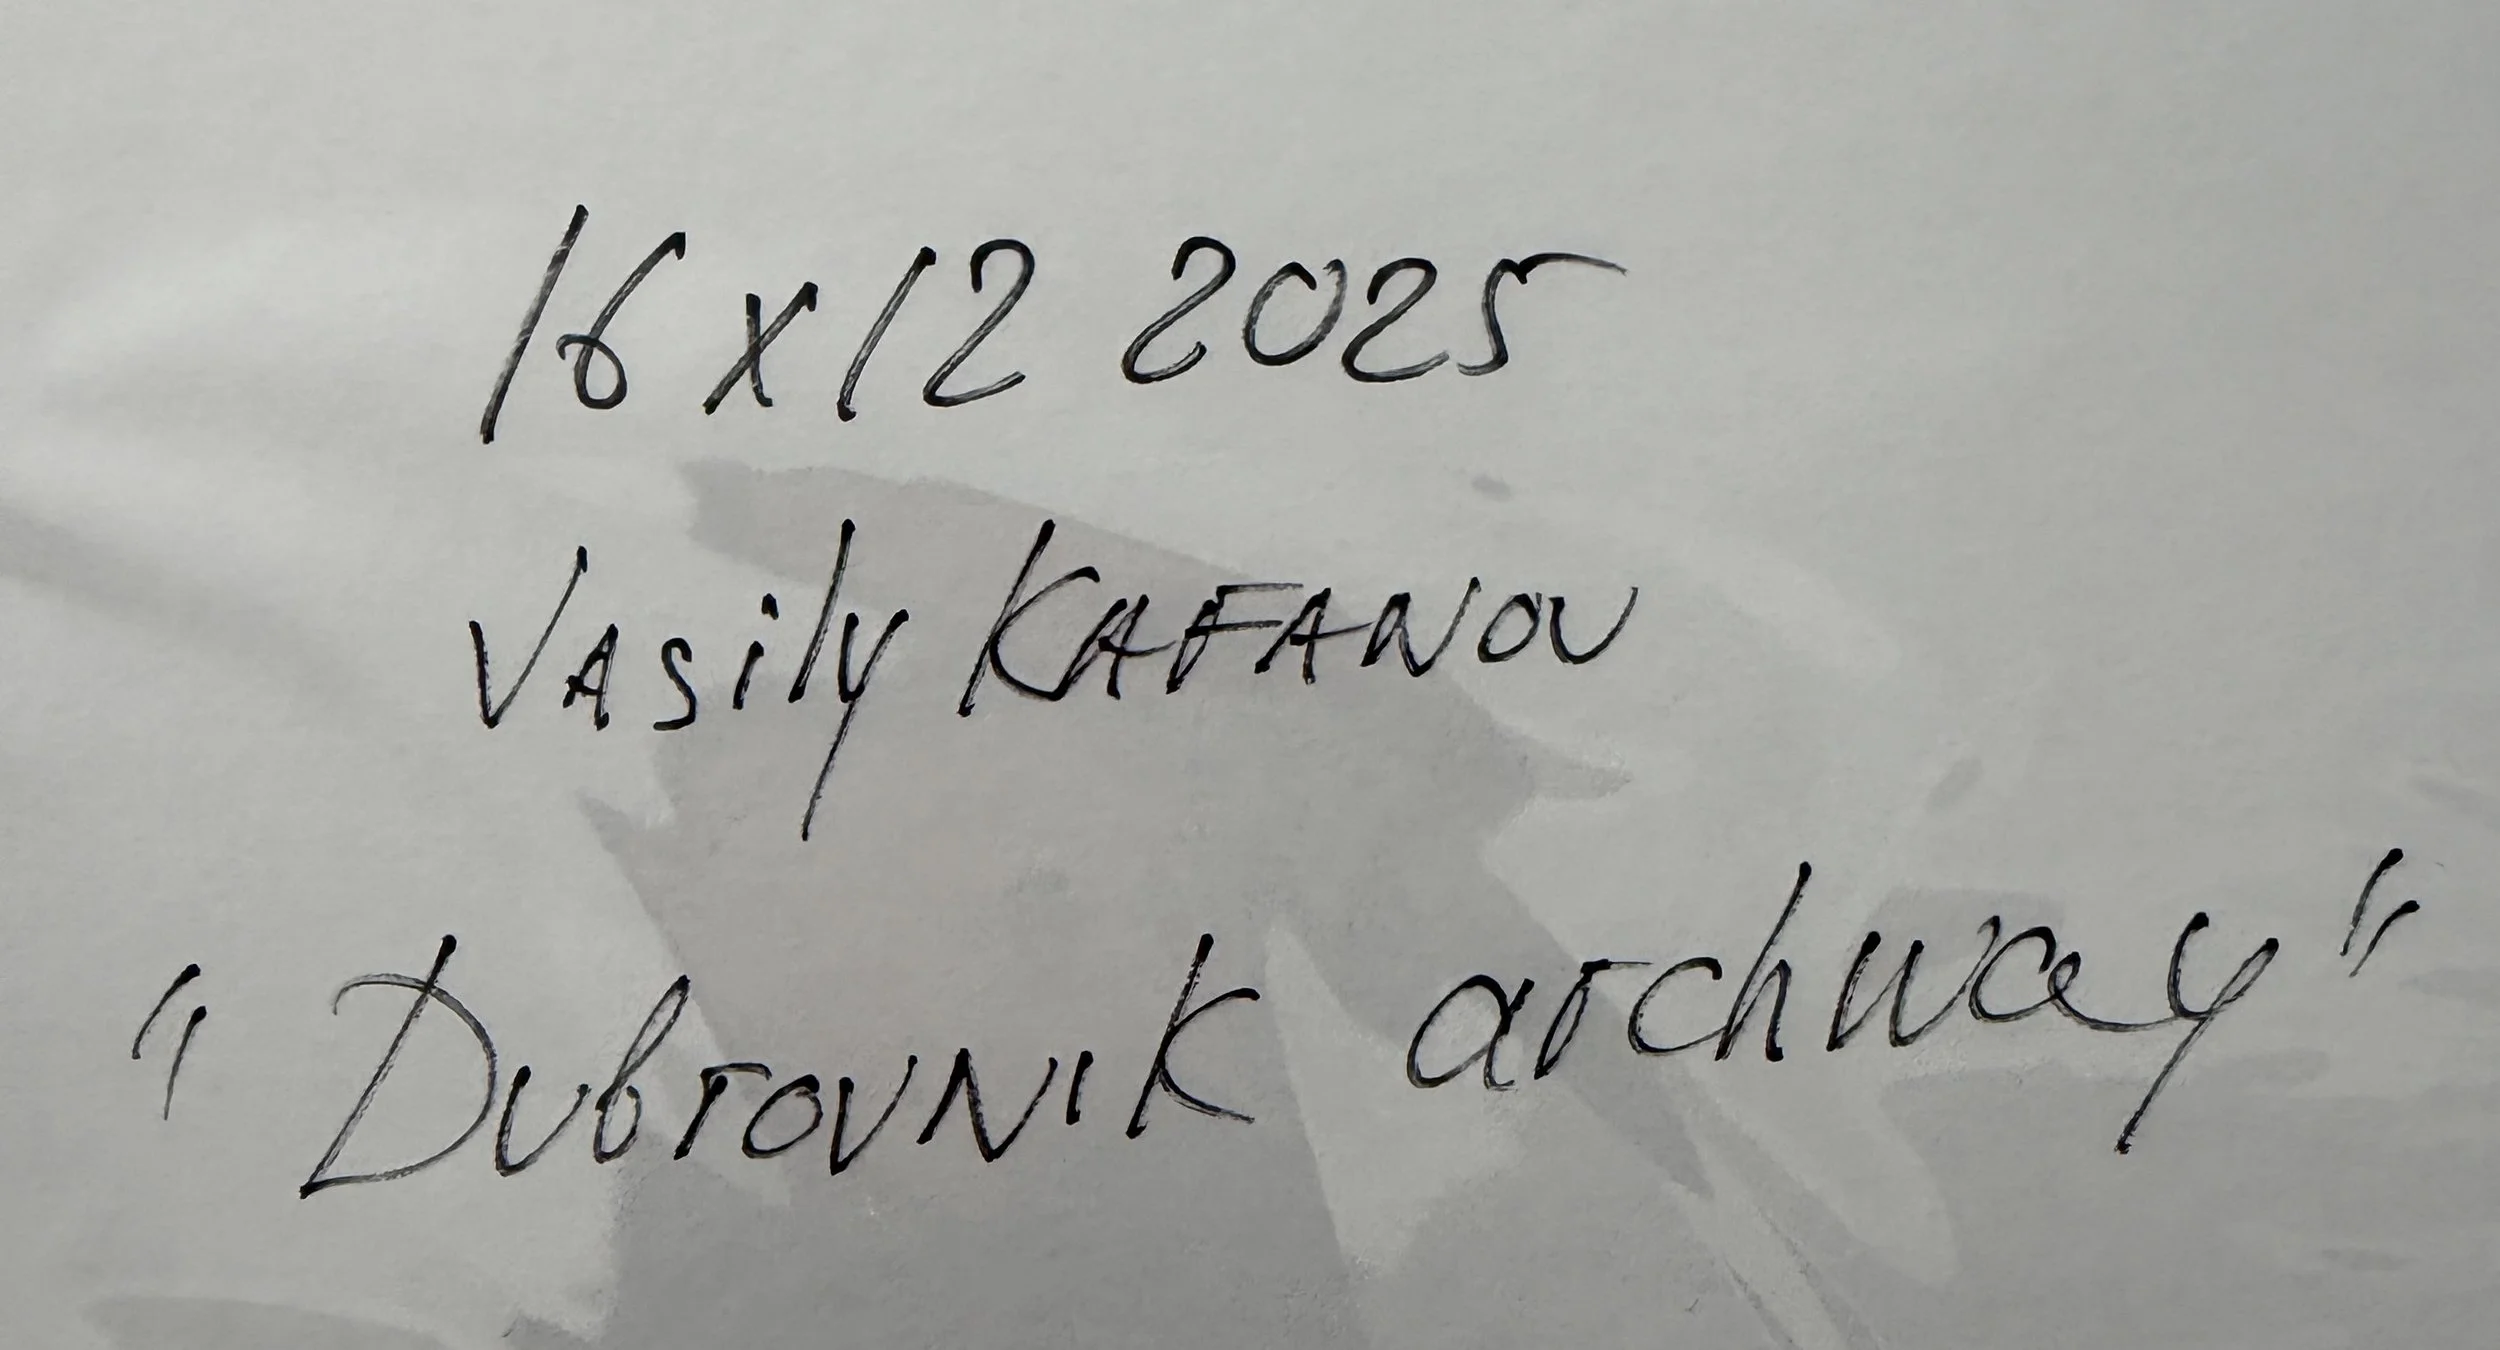 16 x 12 2025
Vasily KAFANOV
"Dubrovnik archway"